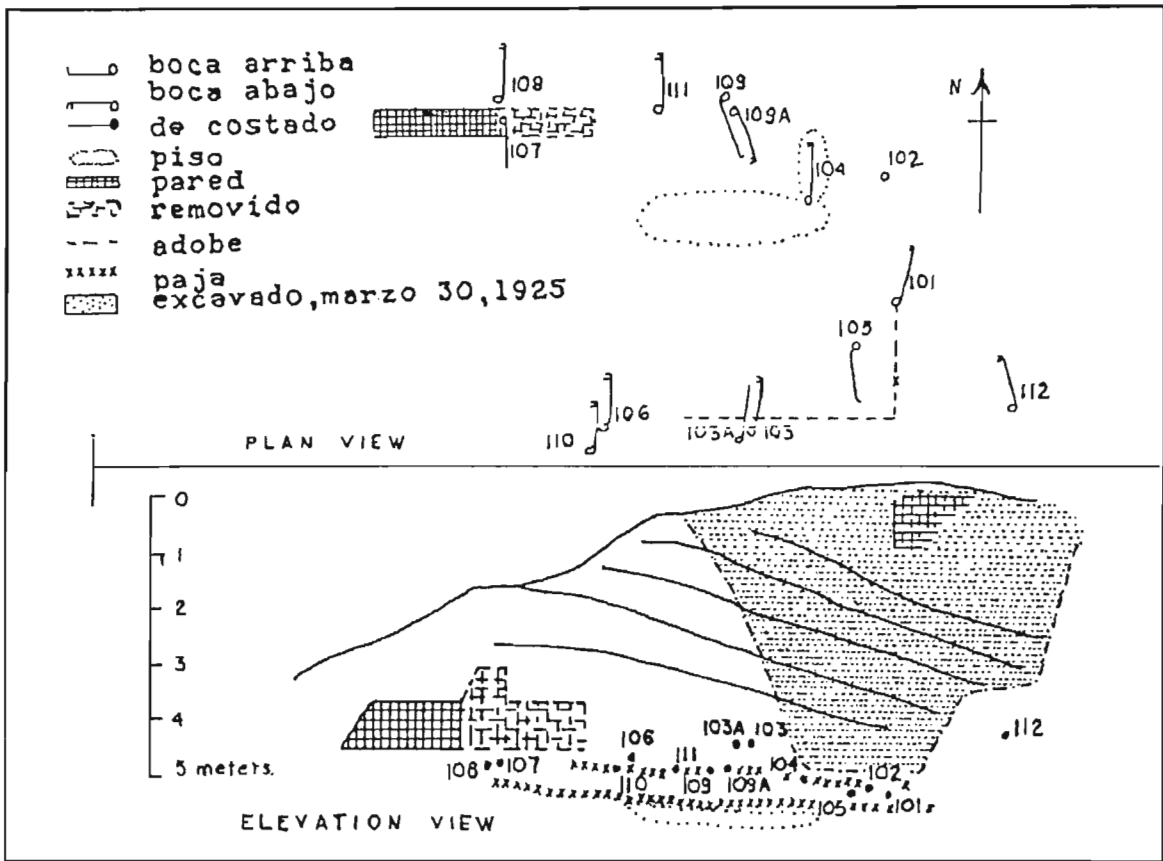 boca arriba
boca abajo
de costado
piso
pared
removido
adobe
paja
excavado,marzo 30,1925
108
107
111
109
109A
104
102
N
101
103
112
106
110
103A 103
PLAN VIEW
0
1
2
3
4
5 meters.
112
103A 103
106
111
104
102
108
107
110
109
109A
105
101
ELEVATION VIEW